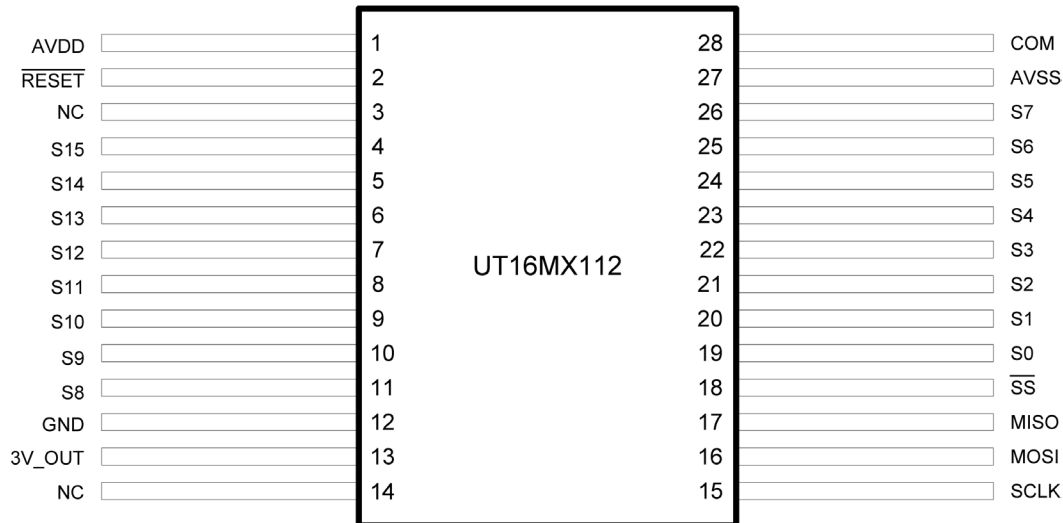 AVDD 1 28 COM
RESET 2 27 AVSS
NC 3 26 S7
S15 4 25 S6
S14 5 24 S5
S13 6 23 S4
S12 7 22 S3
UT16MX112
S11 8 21 S2
S10 9 20 S1
S9 10 19 S0
S8 11 18 SS
GND 12 17 MISO
3V_OUT 13 16 MOSI
NC 14 15 SCLK